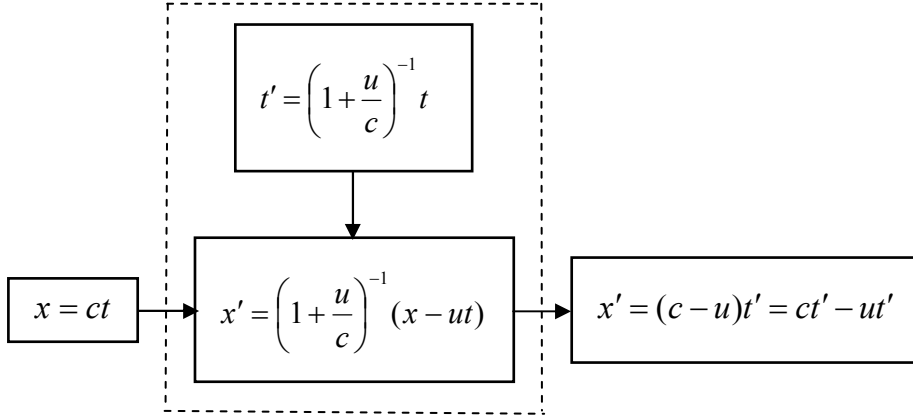 t′ = (1 + u/c)⁻¹ t
x = ct
x′ = (1 + u/c)⁻¹ (x − ut)
x′ = (c − u)t′ = ct′ − ut′